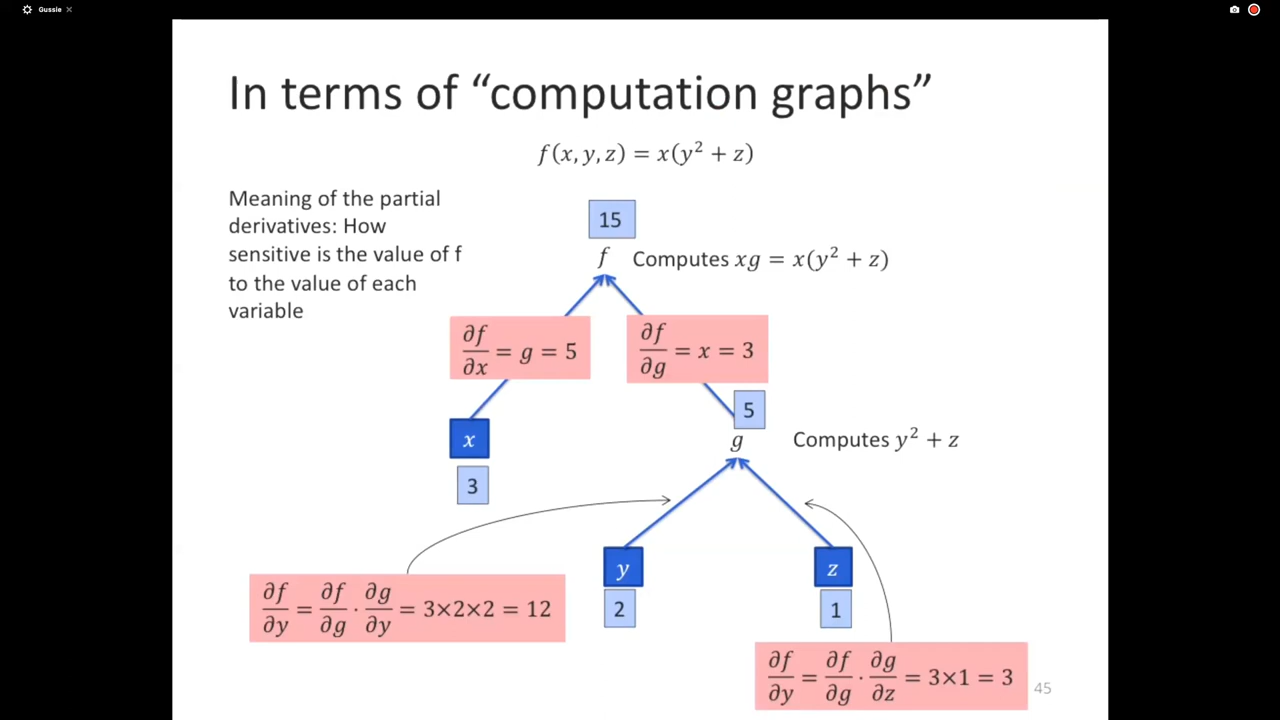 Gussie
In terms of “computation graphs”
f(x, y, z) = x(y² + z)
Meaning of the partial
derivatives: How
sensitive is the value of f
to the value of each
variable
15
f Computes xg = x(y² + z)
∂f/∂x = g = 5
∂f/∂g = x = 3
5
x
g Computes y² + z
3
y
z
2
1
∂f/∂y = ∂f/∂g · ∂g/∂y = 3×2×2 = 12
∂f/∂y = ∂f/∂g · ∂g/∂z = 3×1 = 3
45